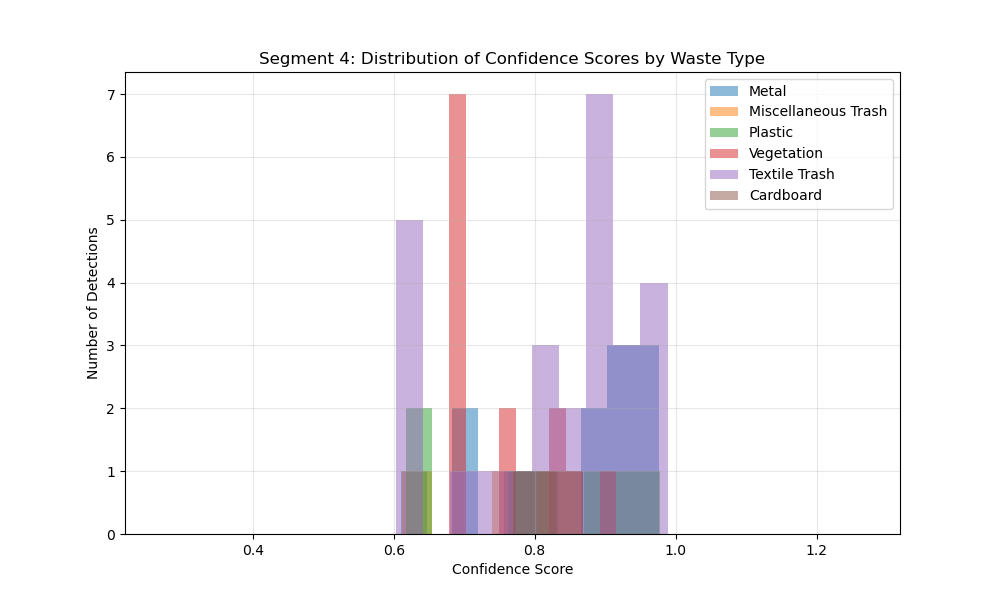 Segment 4: Distribution of Confidence Scores by Waste Type
Metal
Miscellaneous Trash
Plastic
Vegetation
Textile Trash
Cardboard
Number of Detections
7
6
5
4
3
2
1
0
0.4
0.6
0.8
1.0
1.2
Confidence Score